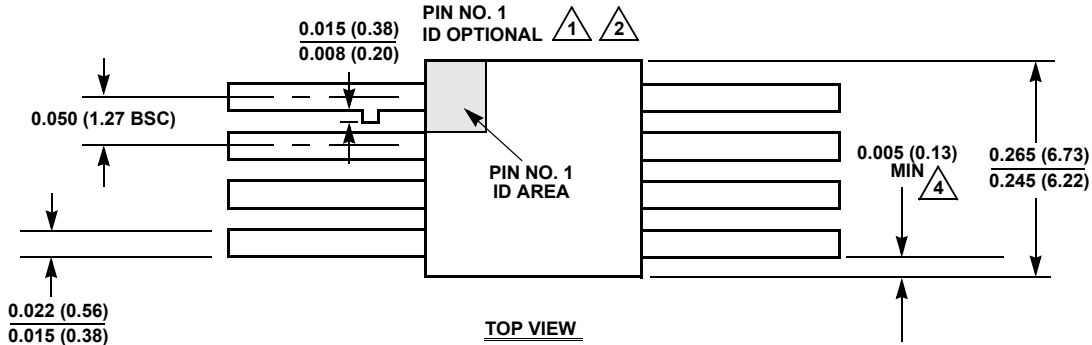 PIN NO. 1
ID OPTIONAL 1 2
0.015 (0.38)
0.008 (0.20)
0.050 (1.27 BSC)
PIN NO. 1
ID AREA
0.005 (0.13)
MIN 4
0.265 (6.73)
0.245 (6.22)
0.022 (0.56)
0.015 (0.38)
TOP VIEW